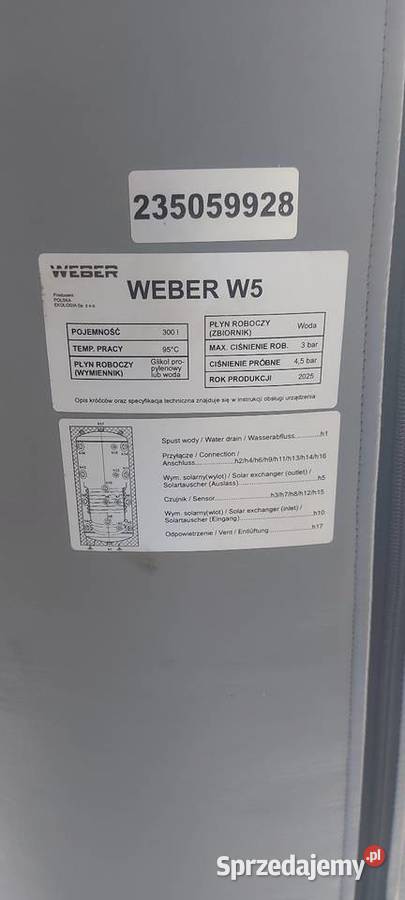 235059928
WEBER
Producent:
POLSKA
EKOLOGIA Sp. z o.o.
WEBER W5
POJEMNOŚĆ 300 l
TEMP. PRACY 95°C
PŁYN ROBOCZY (WYMIENNIK) Glikol pro-
pylenowy
lub woda
PŁYN ROBOCZY (ZBIORNIK) Woda
MAX. CIŚNIENIE ROB. 3 bar
CIŚNIENIE PRÓBNE 4,5 bar
ROK PRODUKCJI 2025
Opis króćców oraz specyfikacja techniczna znajduje się w instrukcji obsługi urządzenia
Spust wody / Water drain / Wasserabfluss...h1
Przyłącze / Connection /
Anschluss...h2/h4/h6/h9/h11/h13/h14/h16
Wym. solarny(wylot) / Solar exchanger (outlet) /
Solartauscher (Auslass)...h5
Czujnik / Sensor...h3/h7/h8/h12/h15
Wym. solarny(wlot) / Solar exchanger (inlet) /
Solartauscher (Eingang)...h10
Odpowietrzenie / Vent / Entlüftung...h17
Sprzedajemy.pl